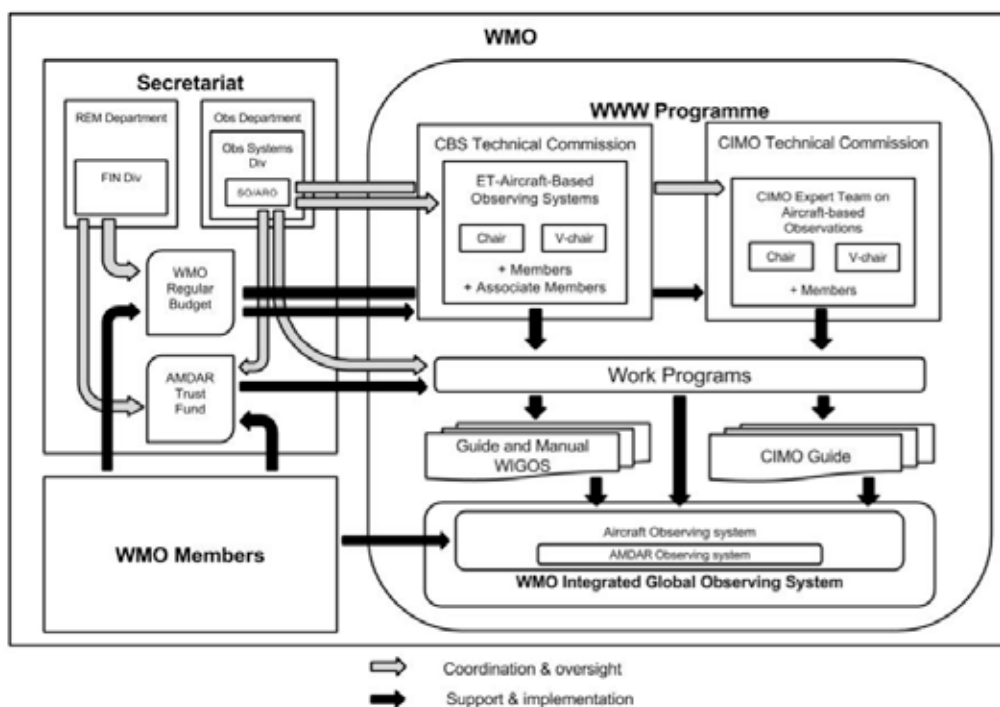 WMO
Secretariat
REM Department
FIN Div
Obs Department
Obs Systems
Div
SO/ARO
WMO
Regular
Budget
AMDAR
Trust
Fund
WMO Members
WWW Programme
CBS Technical Commission
ET-Aircraft-Based
Observing Systems
Chair
V-chair
+ Members
+ Associate Members
CIMO Technical Commission
CIMO Expert Team on
Aircraft-based
Observations
Chair
V-chair
+ Members
Work Programs
Guide and Manual
WIGOS
CIMO Guide
Aircraft Observing system
AMDAR Observing system
WMO Integrated Global Observing System
Coordination & oversight
Support & implementation